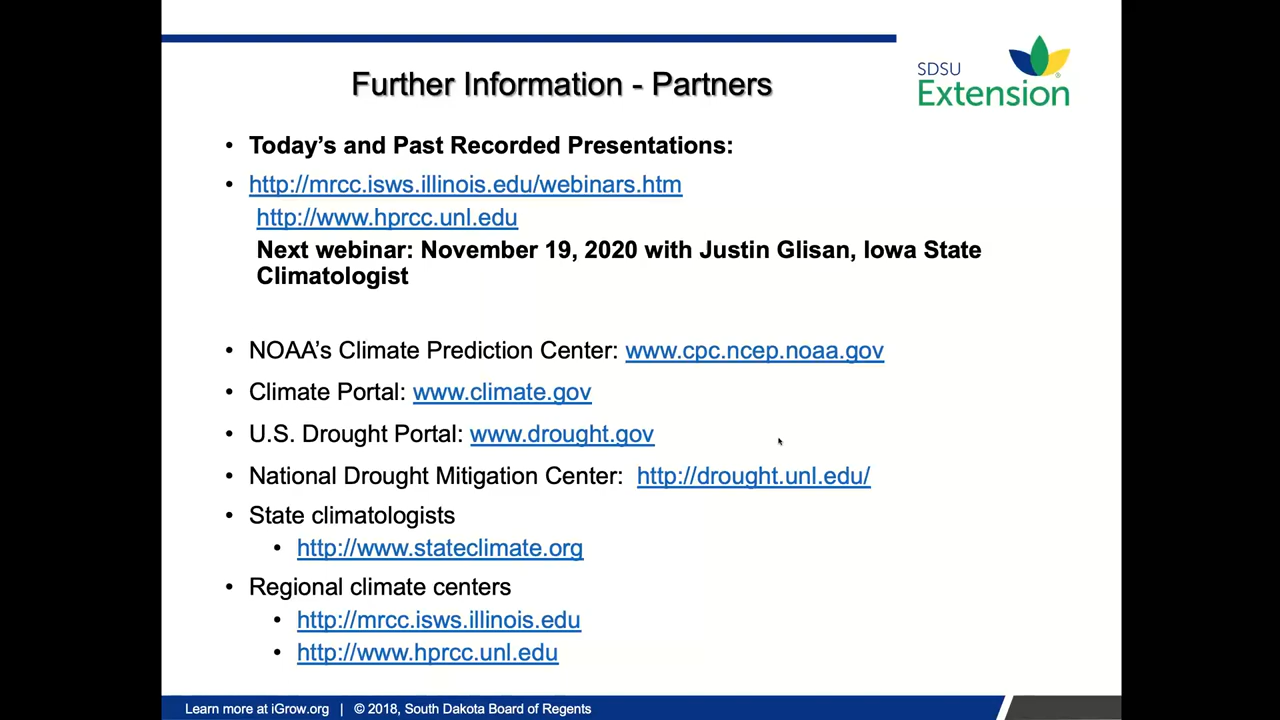 Further Information - Partners
SDSU
Extension
• Today’s and Past Recorded Presentations:
• http://mrcc.isws.illinois.edu/webinars.htm
http://www.hprcc.unl.edu
Next webinar: November 19, 2020 with Justin Glisan, Iowa State
Climatologist
• NOAA’s Climate Prediction Center: www.cpc.ncep.noaa.gov
• Climate Portal: www.climate.gov
• U.S. Drought Portal: www.drought.gov
• National Drought Mitigation Center: http://drought.unl.edu/
• State climatologists
• http://www.stateclimate.org
• Regional climate centers
• http://mrcc.isws.illinois.edu
• http://www.hprcc.unl.edu
Learn more at iGrow.org | © 2018, South Dakota Board of Regents